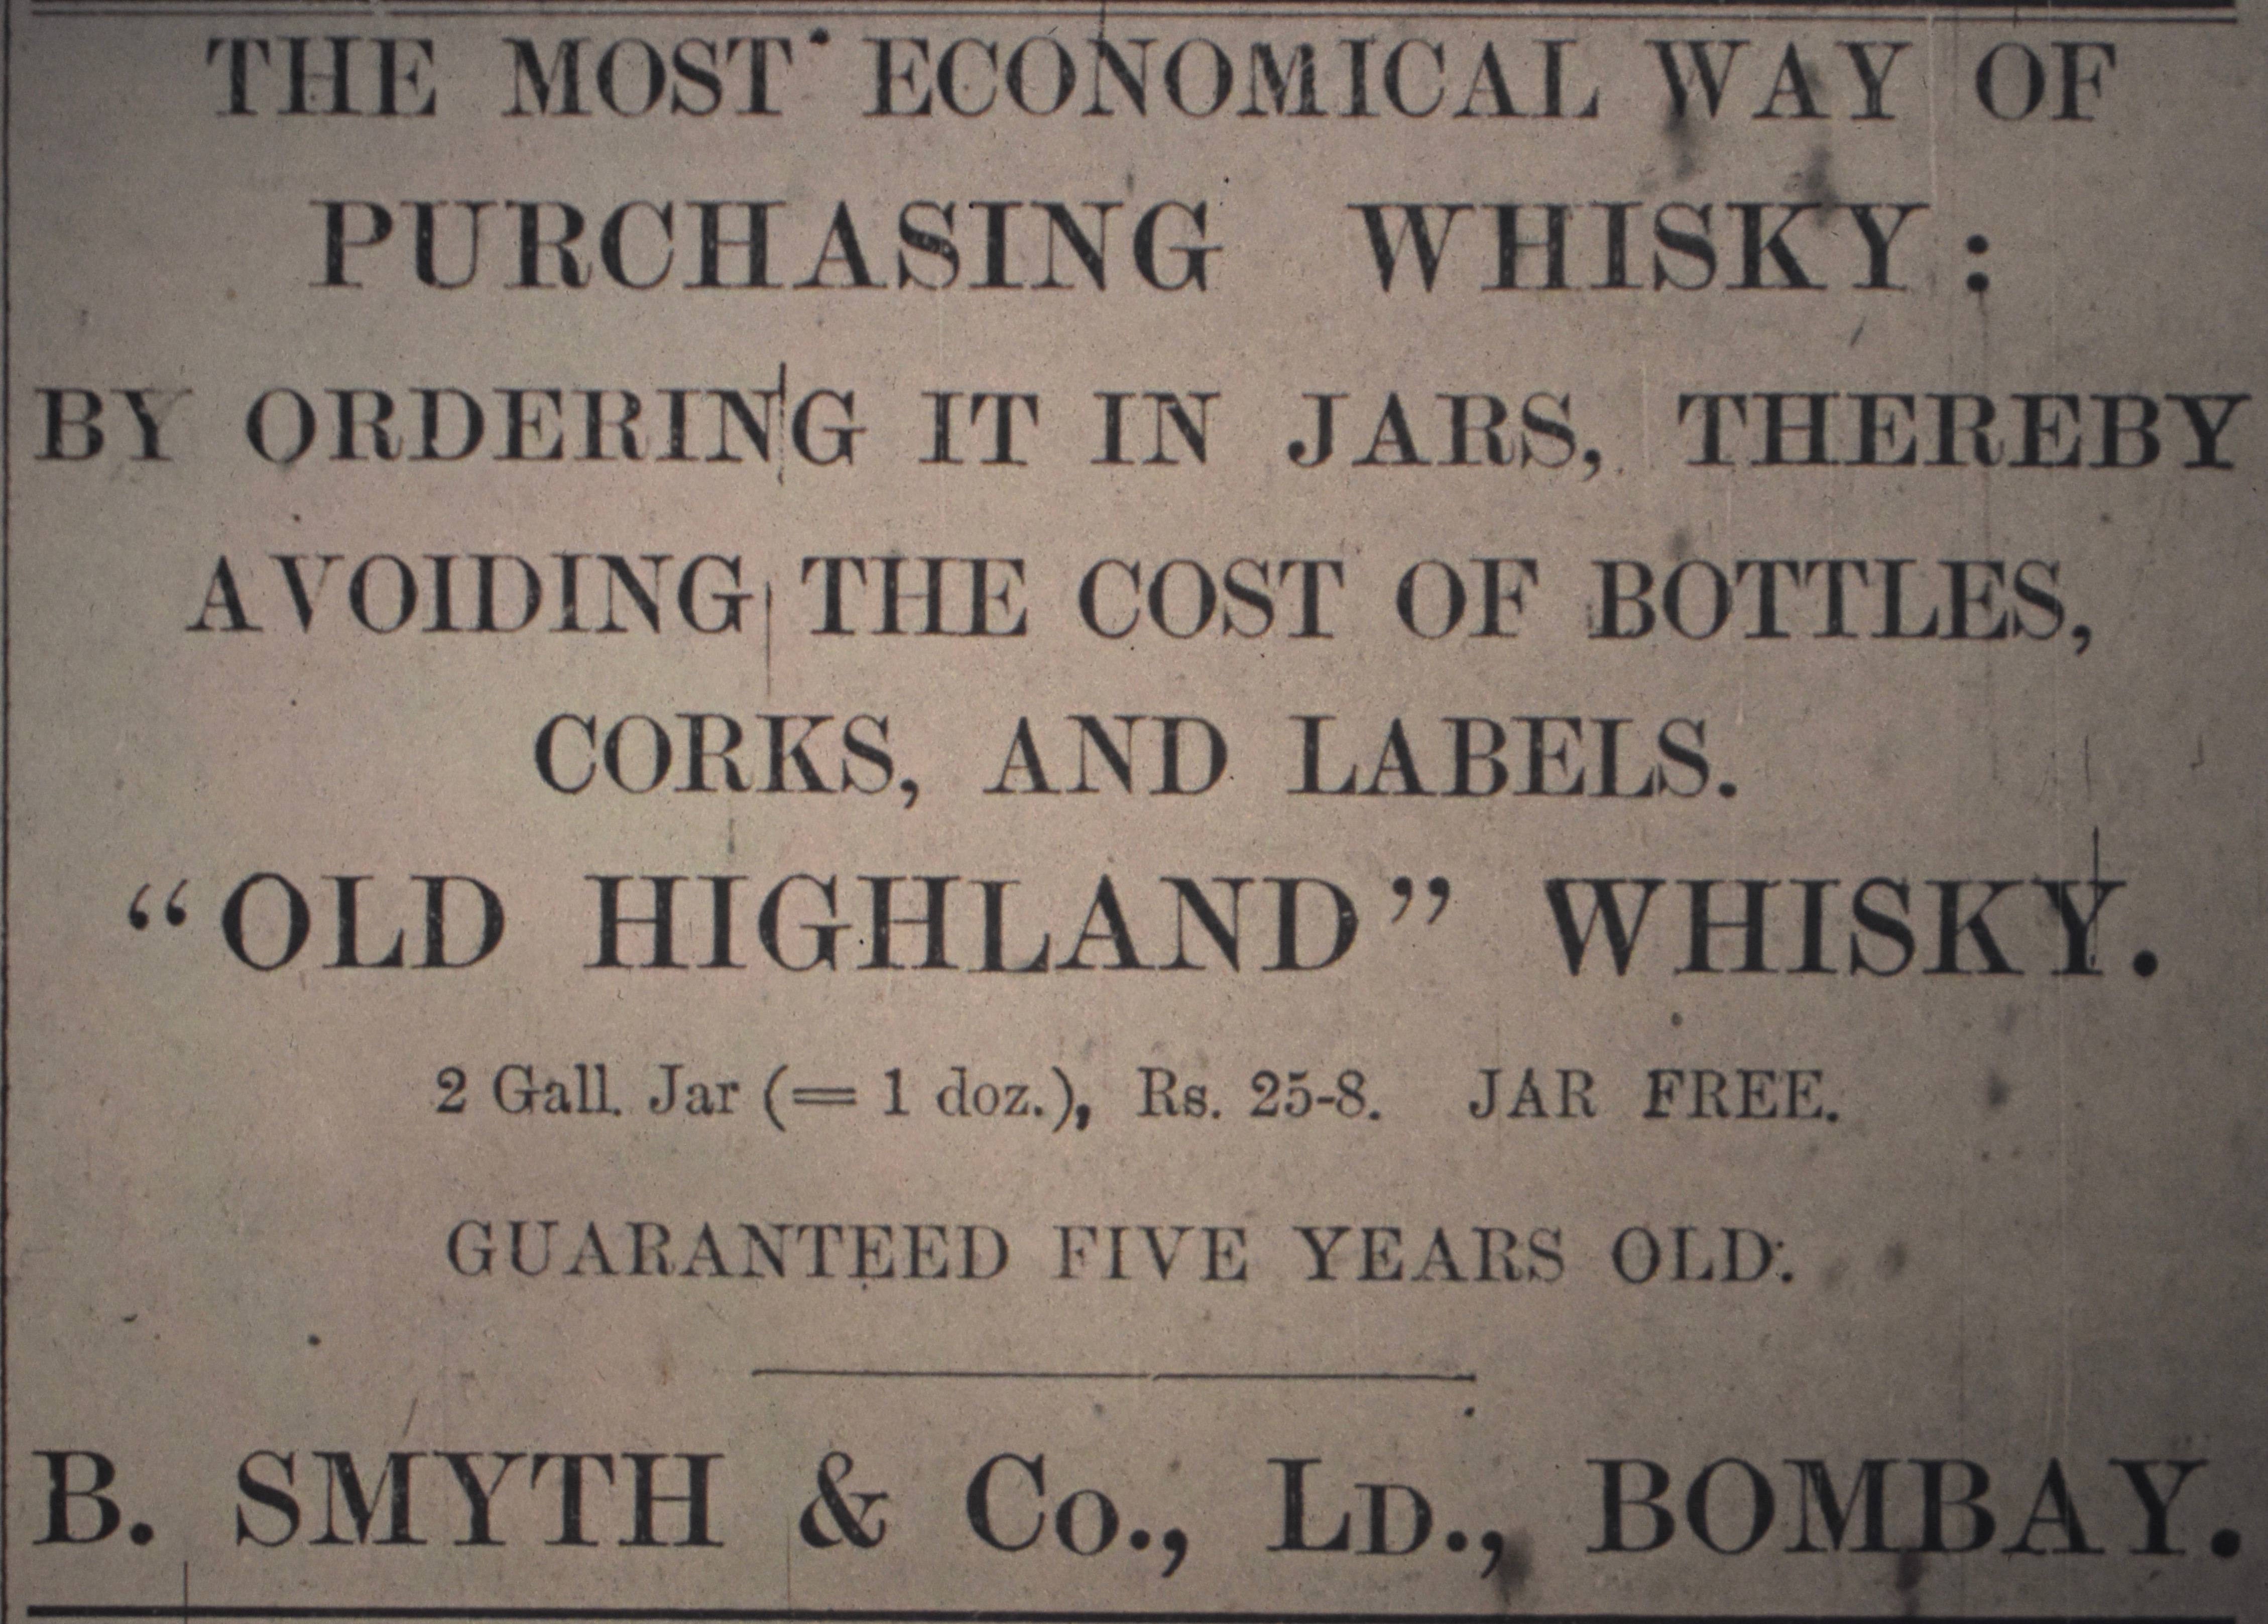 THE MOST ECONOMICAL WAY OF
PURCHASING WHISKY:
BY ORDERING IT IN JARS, THEREBY
AVOIDING THE COST OF BOTTLES,
CORKS, AND LABELS.
“OLD HIGHLAND” WHISKY.
2 Gall. Jar (= 1 doz.), Rs. 25-8. JAR FREE.
GUARANTEED FIVE YEARS OLD.
B. SMYTH & Co., LD., BOMBAY.